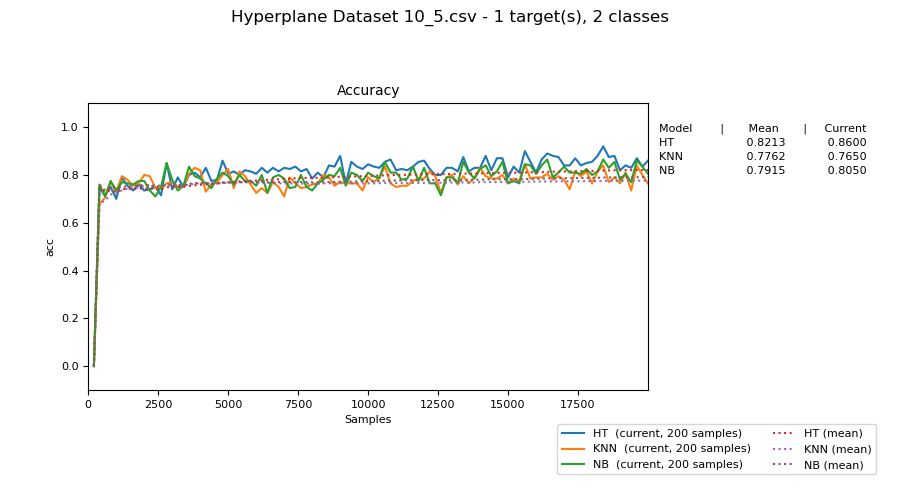 Hyperplane Dataset 10_5.csv - 1 target(s), 2 classes
Accuracy
Model | Mean | Current
HT 0.8213 0.8600
KNN 0.7762 0.7650
NB 0.7915 0.8050
1.0
0.8
0.6
0.4
0.2
0.0
acc
0 2500 5000 7500 10000 12500 15000 17500
Samples
HT (current, 200 samples) HT (mean)
KNN (current, 200 samples) KNN (mean)
NB (current, 200 samples) NB (mean)